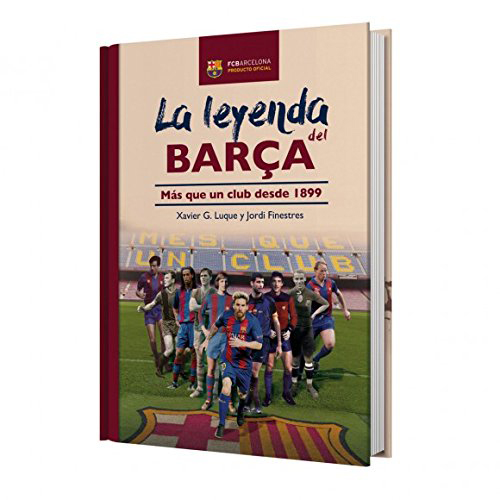 FCBARCELONA
PRODUCTO OFICIAL
La leyenda
del
BARÇA
Más que un club desde 1899
Xavier G. Luque y Jordi Finestres
MES QUE
UN CLUB